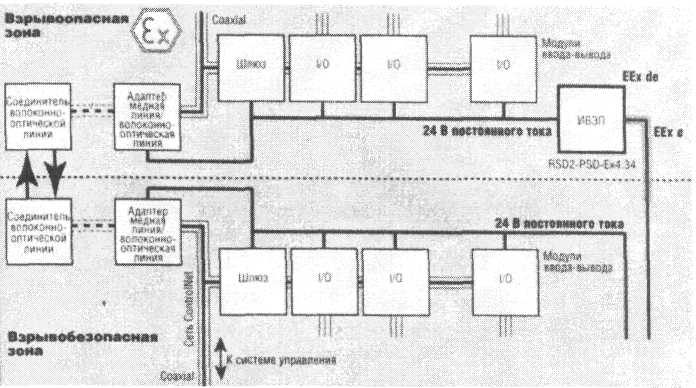 Взрывоопасная
зона
εx
Coaxial
Шлюз
I/O
I/O
I/O
Модули
ввода-вывода
Соединитель
волоконно-
оптической
линии
Адаптер
медная
линия/
волоконно-
оптическая
линия
EEx de
ИБЭП
EEx e
24 В постоянного тока
RSD2-PSD-Ex4.34
Соединитель
волоконно-
оптической
линии
Адаптер
медная
линия/
волоконно-
оптическая
линия
24 В постоянного тока
Шлюз
I/O
I/O
I/O
Модули
ввода-вывода
Сеть ControlNet
Взрывобезопасная
зона
К системе управления
Coaxial